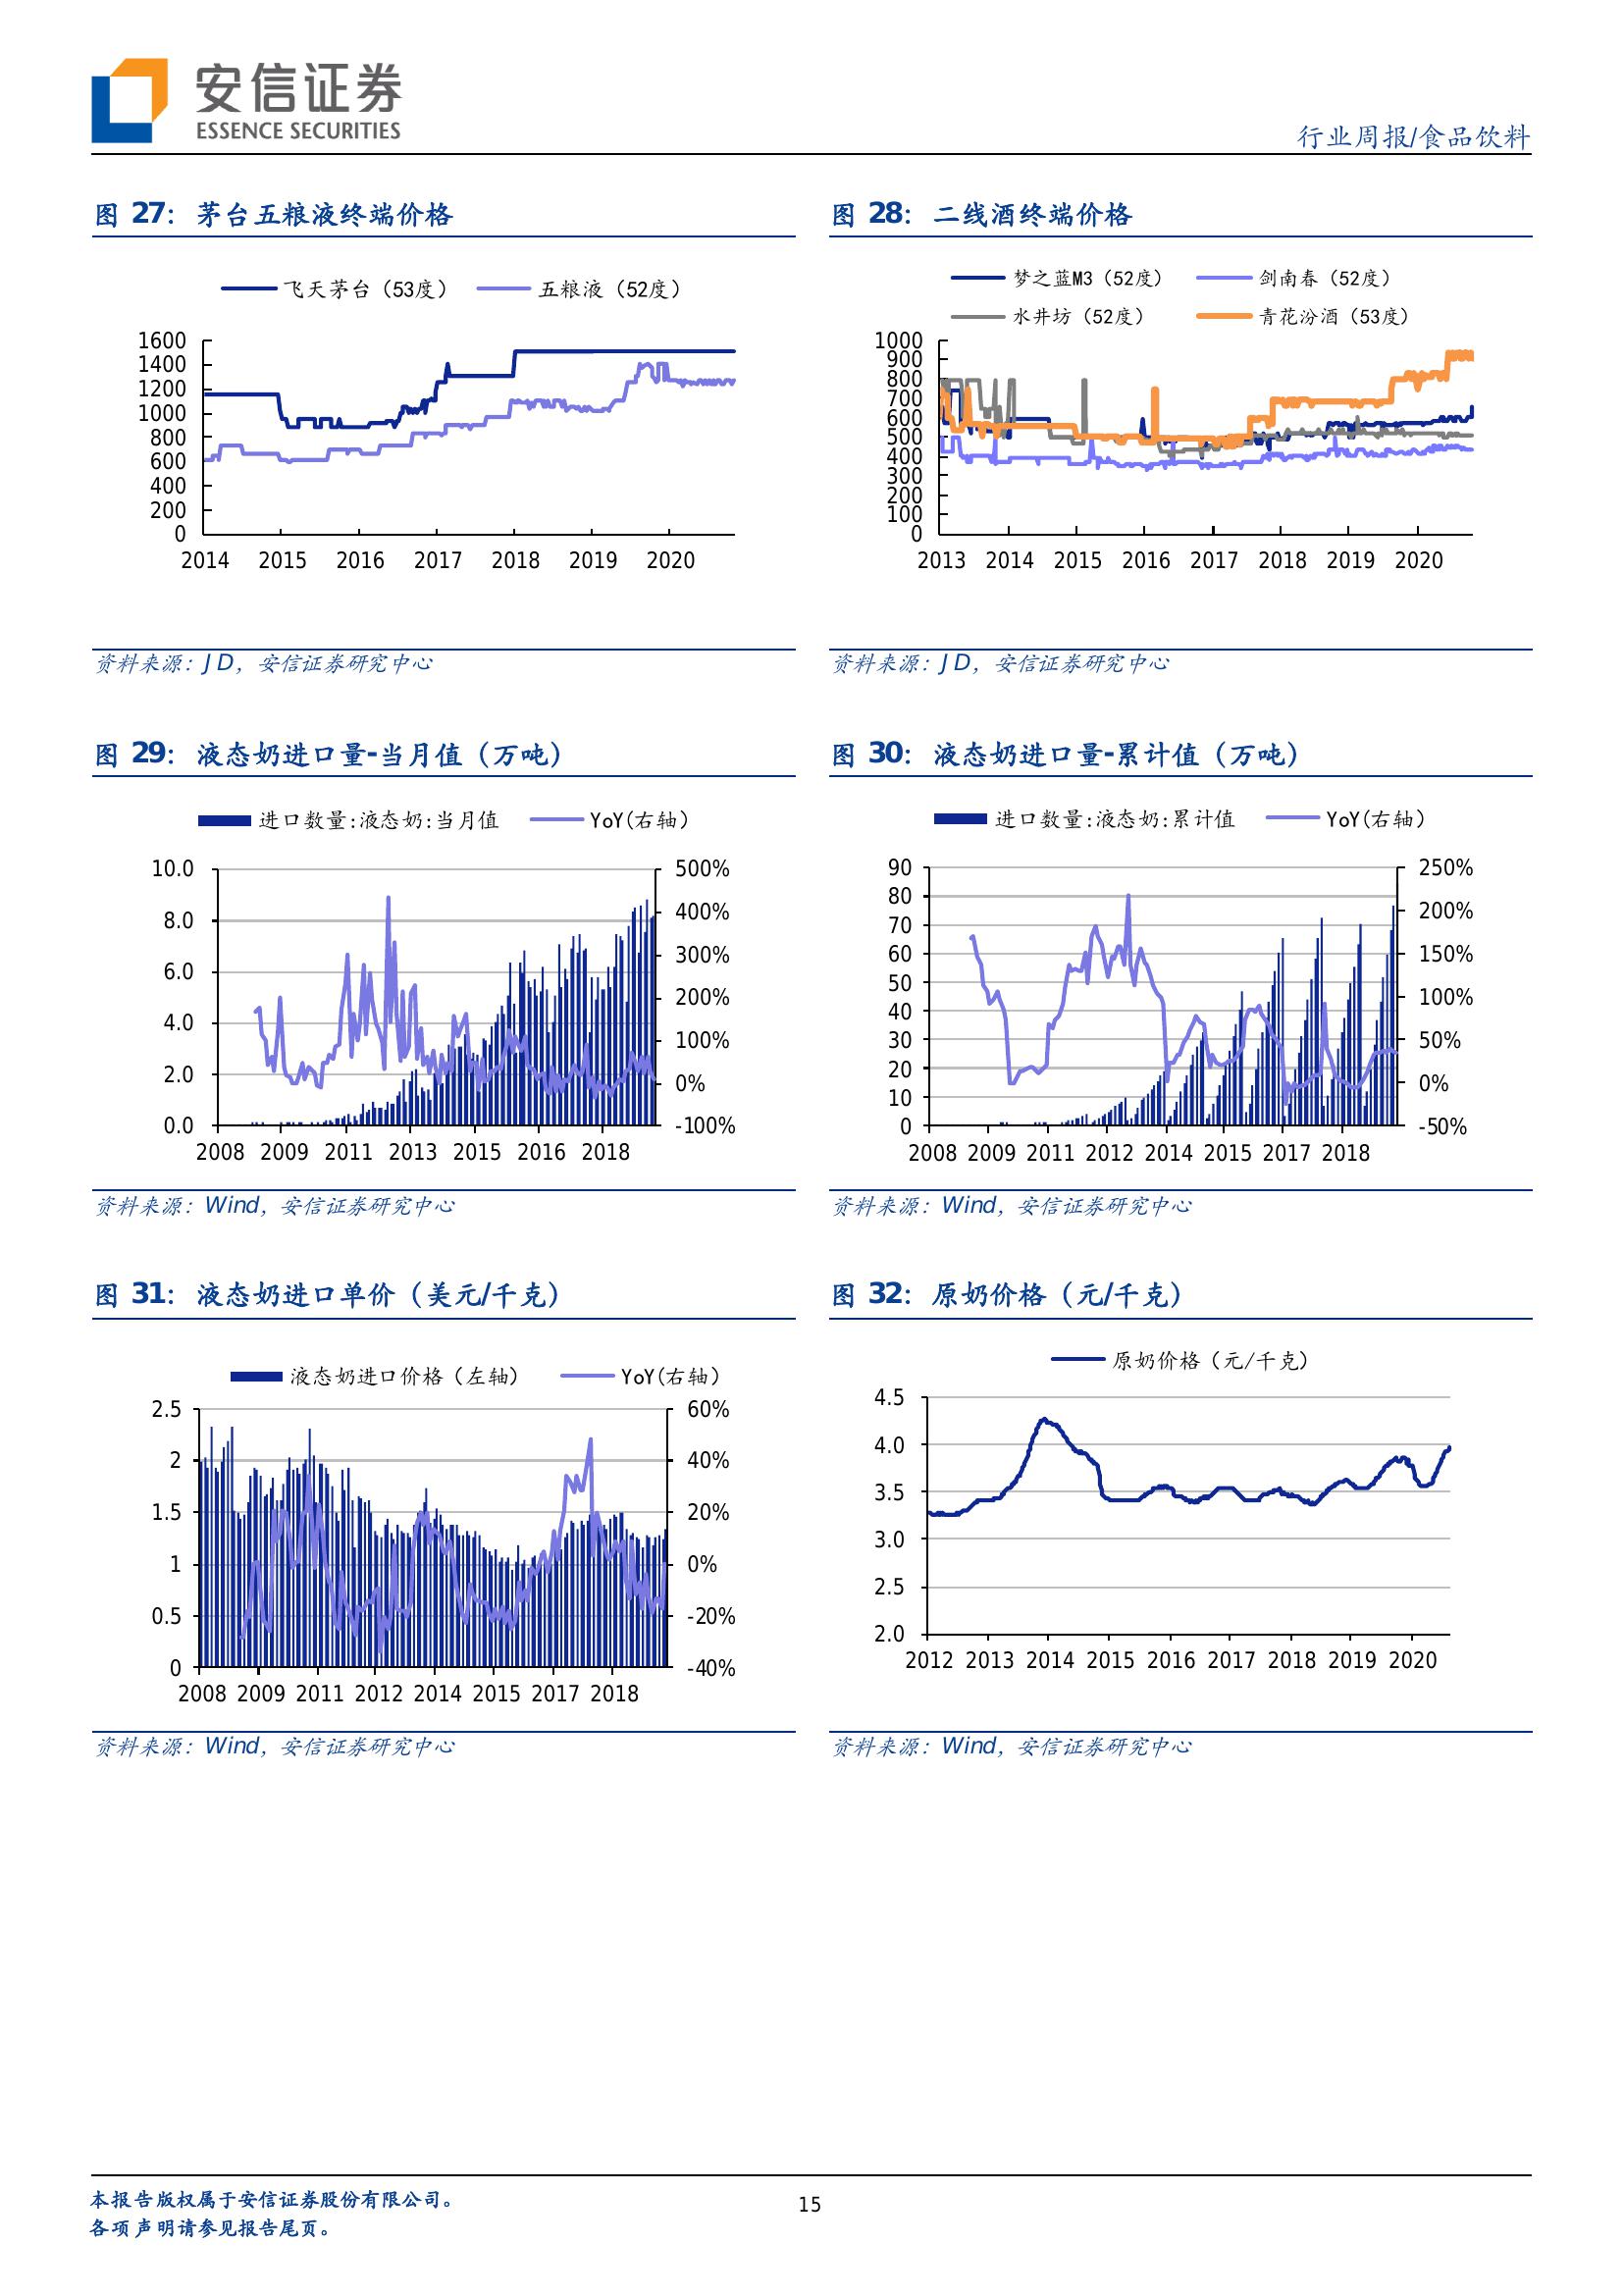 安信证券
ESSENCE SECURITIES
行业周报/食品饮料
图 27：茅台五粮液终端价格
飞天茅台（53度） 五粮液（52度）
1600
1400
1200
1000
800
600
400
200
0
2014 2015 2016 2017 2018 2019 2020
资料来源：JD，安信证券研究中心
图 28：二线酒终端价格
梦之蓝M3（52度） 剑南春（52度）
水井坊（52度） 青花汾酒（53度）
1000
900
800
700
600
500
400
300
200
100
0
2013 2014 2015 2016 2017 2018 2019 2020
资料来源：JD，安信证券研究中心
图 29：液态奶进口量-当月值（万吨）
进口数量:液态奶:当月值 YoY(右轴）
10.0 500%
8.0 400%
6.0 300%
4.0 200%
2.0 100%
0.0 0%
-100%
2008 2009 2011 2013 2015 2016 2018
资料来源：Wind，安信证券研究中心
图 30：液态奶进口量-累计值（万吨）
进口数量:液态奶:累计值 YoY(右轴）
90 250%
80 200%
70 150%
60 100%
50 50%
40 0%
30 -50%
20
10
0
2008 2009 2011 2012 2014 2015 2017 2018
资料来源：Wind，安信证券研究中心
图 31：液态奶进口单价（美元/千克）
液态奶进口价格（左轴） YoY(右轴）
2.5 60%
2 40%
1.5 20%
1 0%
0.5 -20%
0 -40%
2008 2009 2011 2012 2014 2015 2017 2018
资料来源：Wind，安信证券研究中心
图 32：原奶价格（元/千克）
原奶价格（元/千克）
4.5
4.0
3.5
3.0
2.5
2.0
2012 2013 2014 2015 2016 2017 2018 2019 2020
资料来源：Wind，安信证券研究中心
本报告版权属于安信证券股份有限公司。
各项声明请参见报告尾页。
15